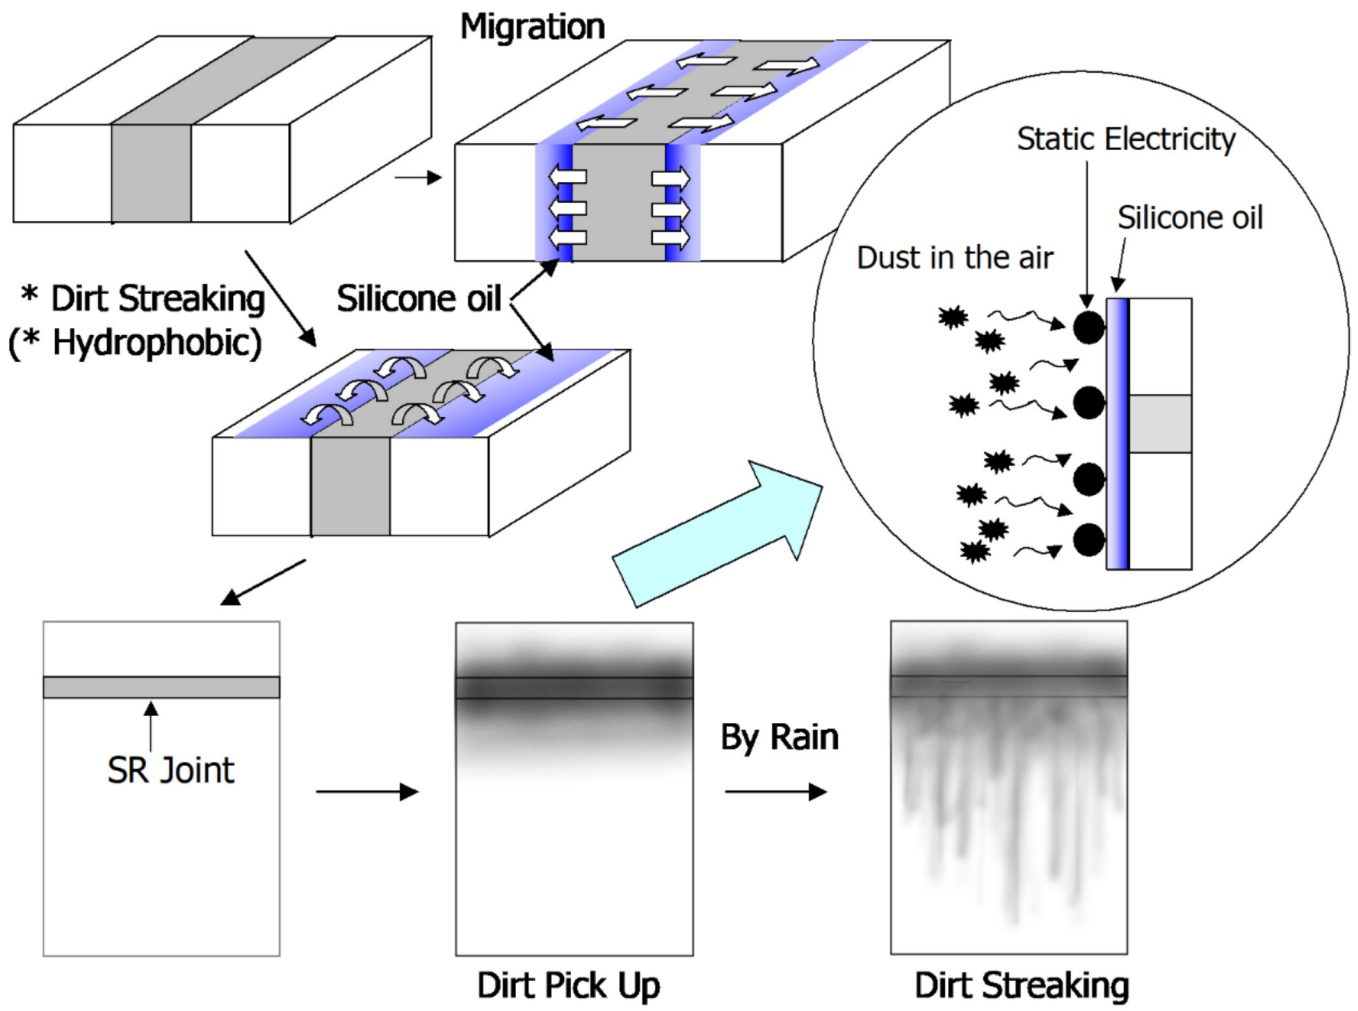 Migration
Static Electricity
Silicone oil
Dust in the air
* Dirt Streaking
(* Hydrophobic)
Silicone oil
SR Joint
By Rain
Dirt Pick Up
Dirt Streaking